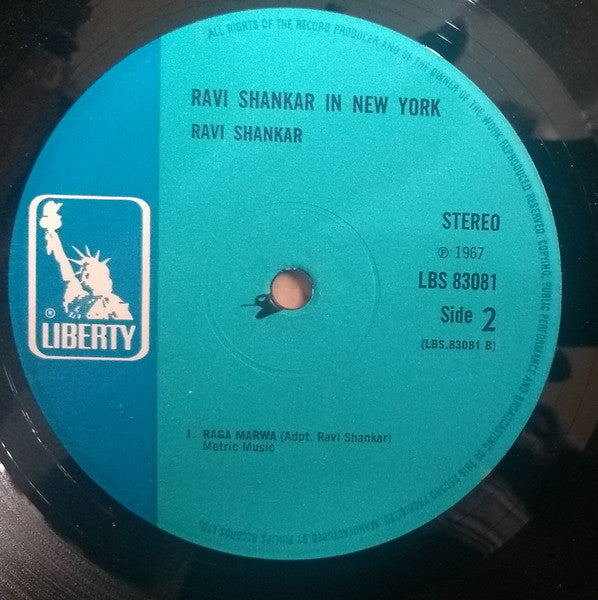 ALL RIGHTS OF THE RECORD PRODUCER AND OF THE OWNER OF THE WORK REPRODUCED RESERVED. COPYING, PUBLIC PERFORMANCE AND BROADCASTING OF THIS RECORD PROHIBITED. MANUFACTURED BY PHILIPS RECORDS LTD.
RAVI SHANKAR IN NEW YORK
RAVI SHANKAR
STEREO
℗ 1967
LBS 83081
Side 2
(LBS.83081 B)
® LIBERTY
1. RAGA MARWA (Adpt. Ravi Shankar)
Metric Music